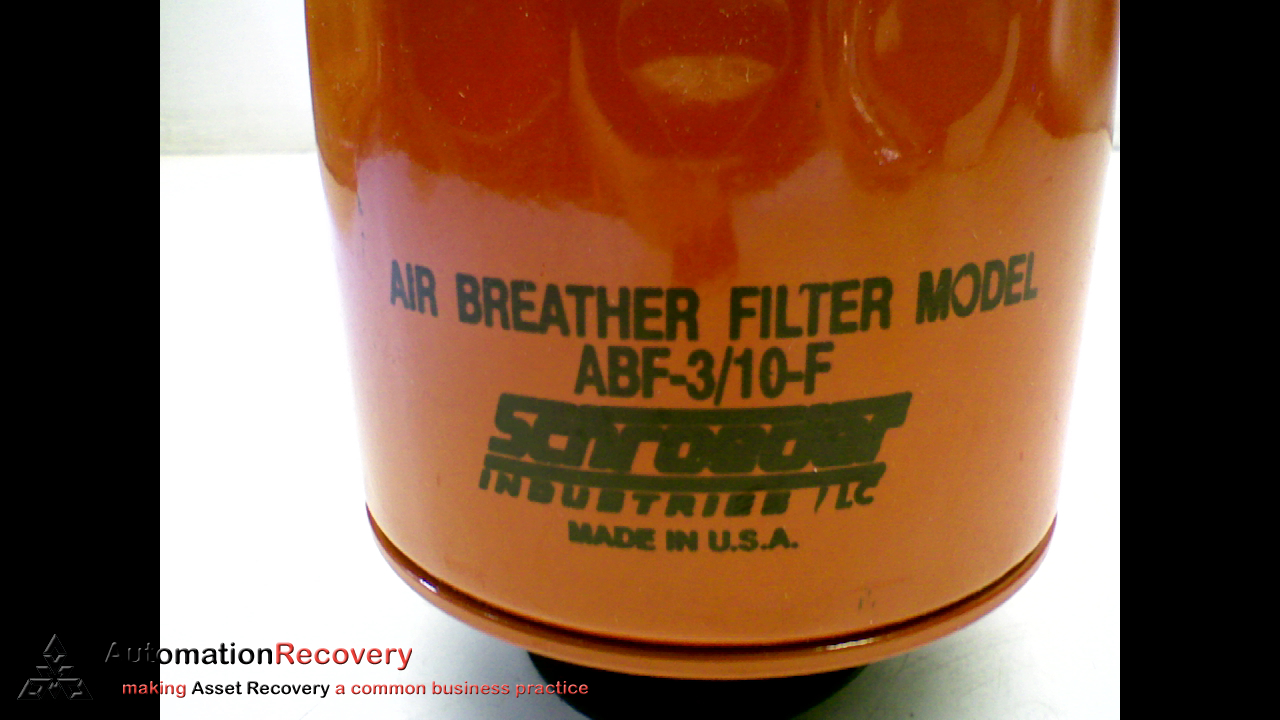 AIR BREATHER FILTER MODEL
ABF-3/10-F
Schroeder
INDUSTRIES LLC
MADE IN U.S.A.
AutomationRecovery
making Asset Recovery a common business practice